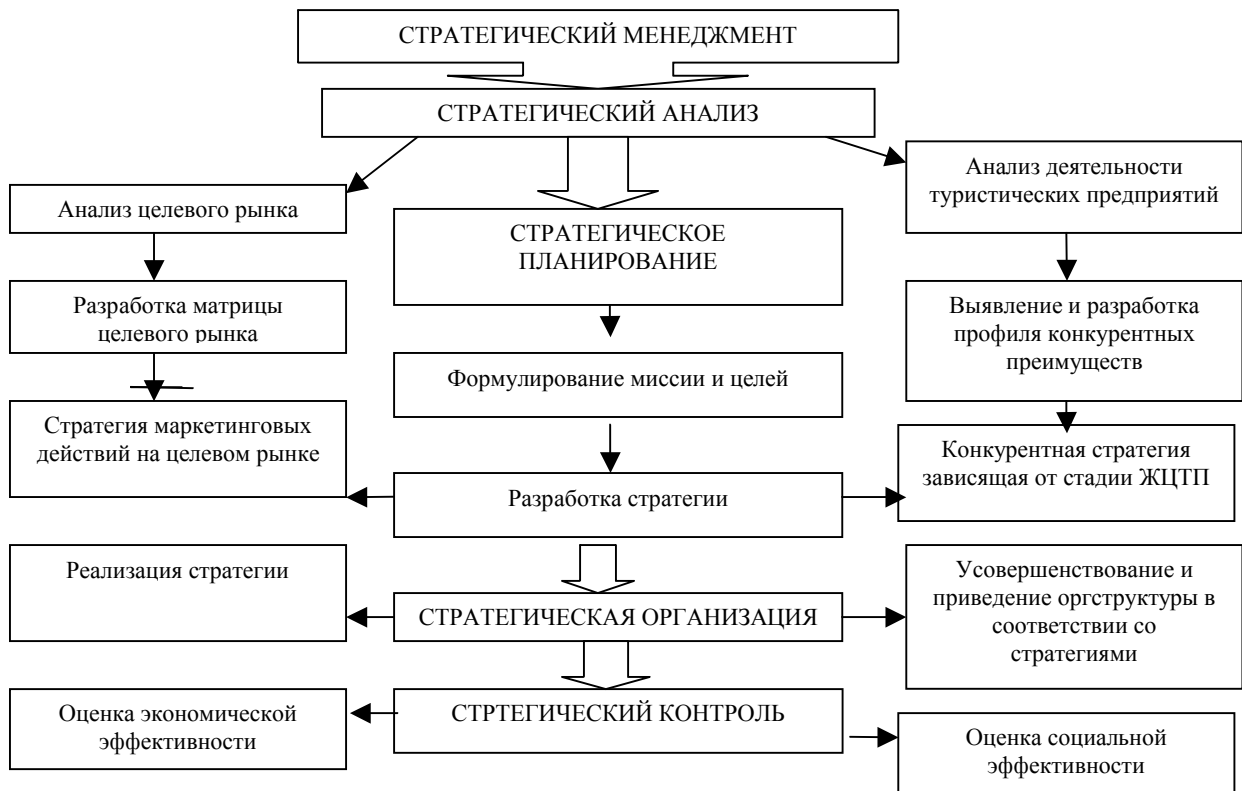 СТРАТЕГИЧЕСКИЙ МЕНЕДЖМЕНТ
СТРАТЕГИЧЕСКИЙ АНАЛИЗ
Анализ целевого рынка
СТРАТЕГИЧЕСКОЕ
ПЛАНИРОВАНИЕ
Анализ деятельности
туристических предприятий
Разработка матрицы
целевого рынка
Формулирование миссии и целей
Выявление и разработка
профиля конкурентных
преимуществ
Стратегия маркетинговых
действий на целевом рынке
Разработка стратегии
Конкурентная стратегия
зависящая от стадии ЖЦТП
Реализация стратегии
СТРАТЕГИЧЕСКАЯ ОРГАНИЗАЦИЯ
Усовершенствование и
приведение оргструктуры в
соответствии со
стратегиями
Оценка экономической
эффективности
СТРТЕГИЧЕСКИЙ КОНТРОЛЬ
Оценка социальной
эффективности